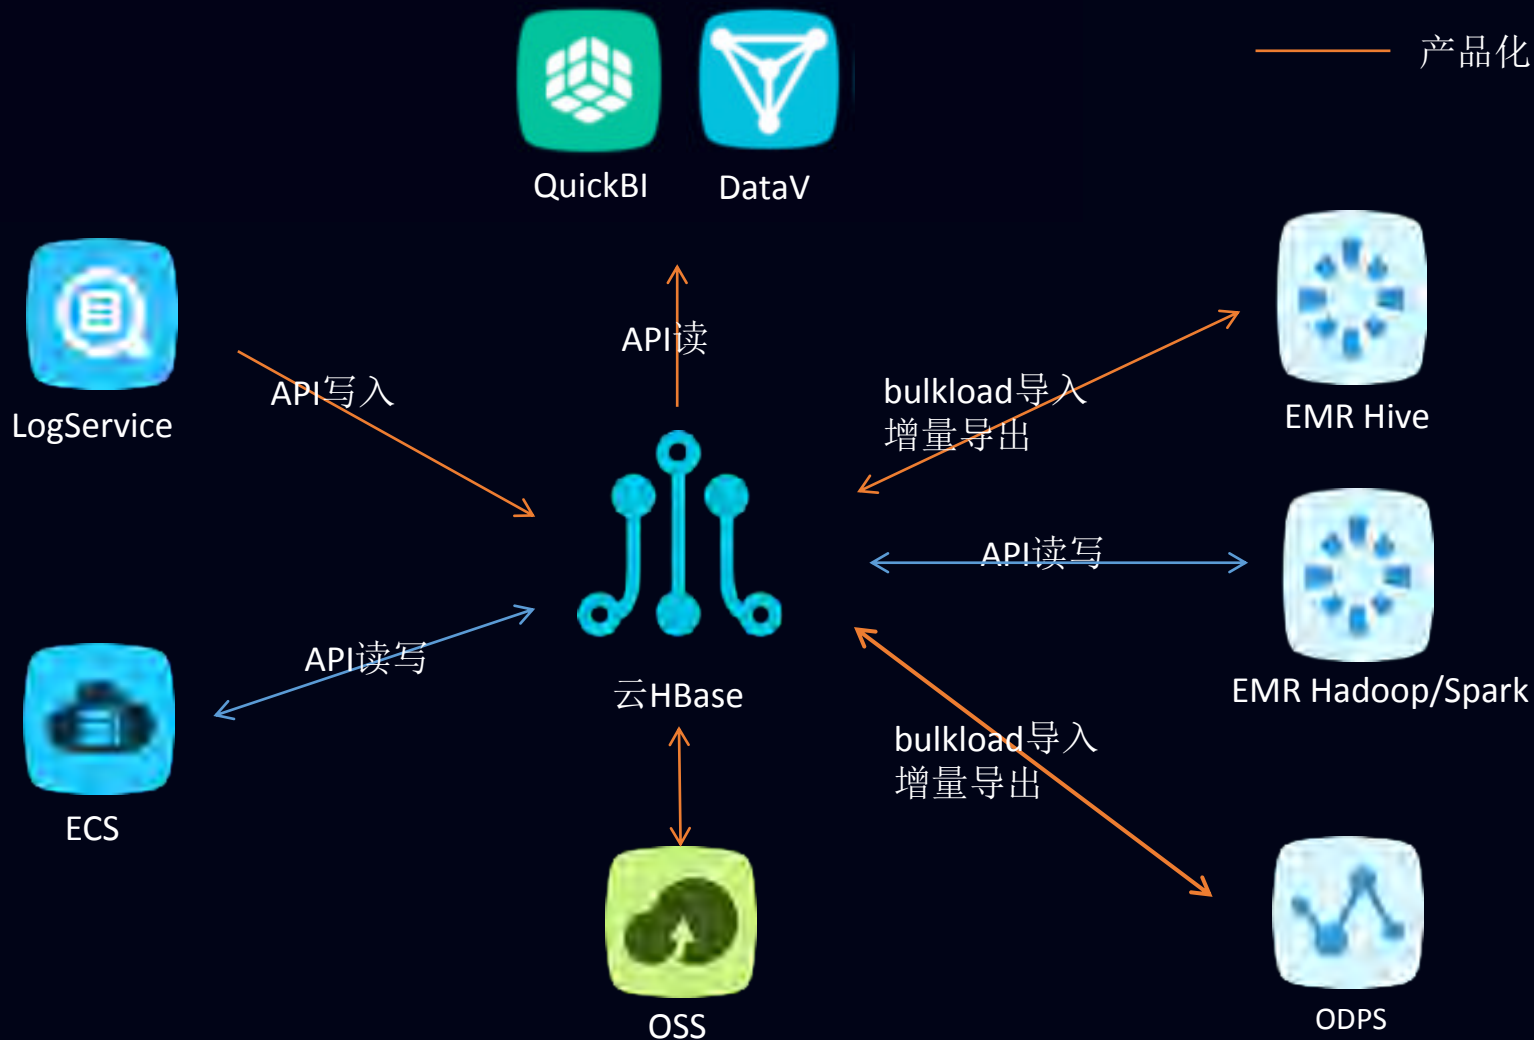 产品化
QuickBI
DataV
LogService
API写入
API读
bulkload导入
增量导出
EMR Hive
API读写
EMR Hadoop/Spark
API读写
云HBase
ECS
bulkload导入
增量导出
OSS
ODPS